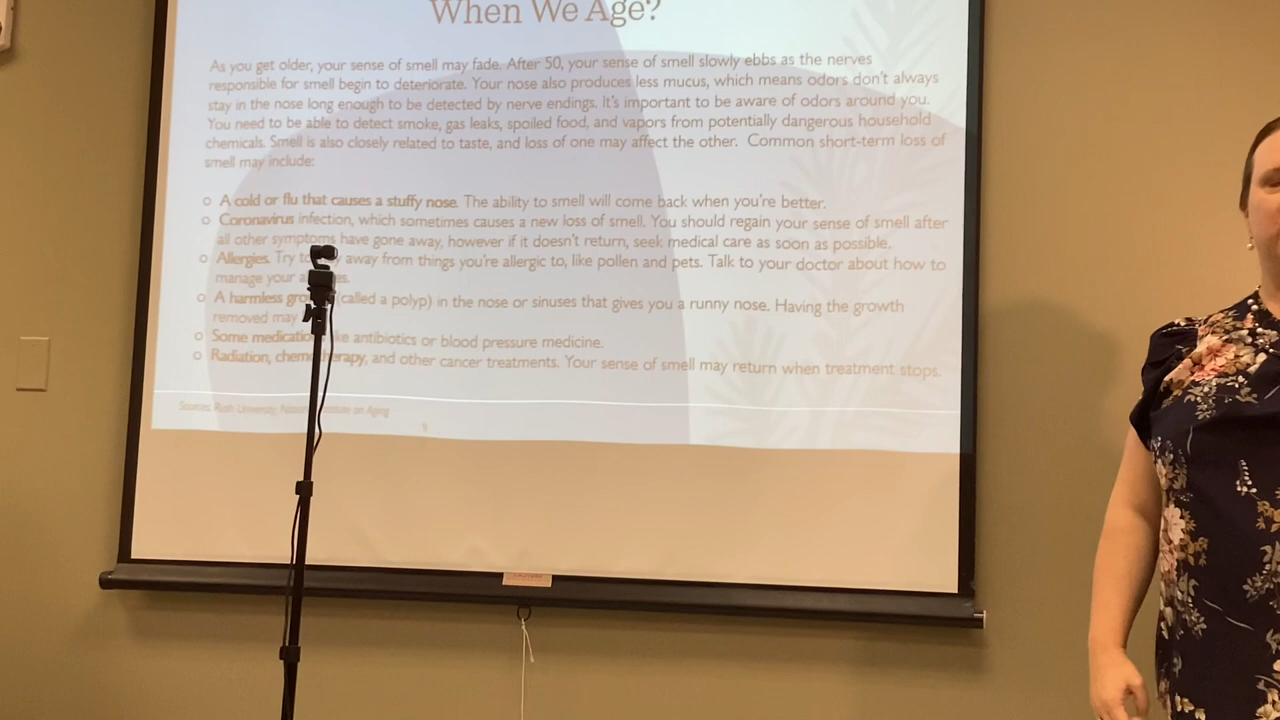 When We Age?
As you get older, your sense of smell may fade. After 50, your sense of smell slowly ebbs as the nerves
responsible for smell begin to deteriorate. Your nose also produces less mucus, which means odors don't always
stay in the nose long enough to be detected by nerve endings. It's important to be aware of odors around you.
You need to be able to detect smoke, gas leaks, spoiled food, and vapors from potentially dangerous household
chemicals. Smell is also closely related to taste, and loss of one may affect the other. Common short-term loss of
smell may include:
o A cold or flu that causes a stuffy nose. The ability to smell will come back when you're better.
o Coronavirus infection, which sometimes causes a new loss of smell. You should regain your sense of smell after
all other symptoms have gone away, however if it doesn't return, seek medical care as soon as possible.
o Allergies. Try to away from things you're allergic to, like pollen and pets. Talk to your doctor about how to
manage your
o A harmless (called a polyp) in the nose or sinuses that gives you a runny nose. Having the growth
removed may
o Some antibiotics or blood pressure medicine.
o Radiation, chemotherapy, and other cancer treatments. Your sense of smell may return when treatment stops.
Sources: Rush University, on Aging
9